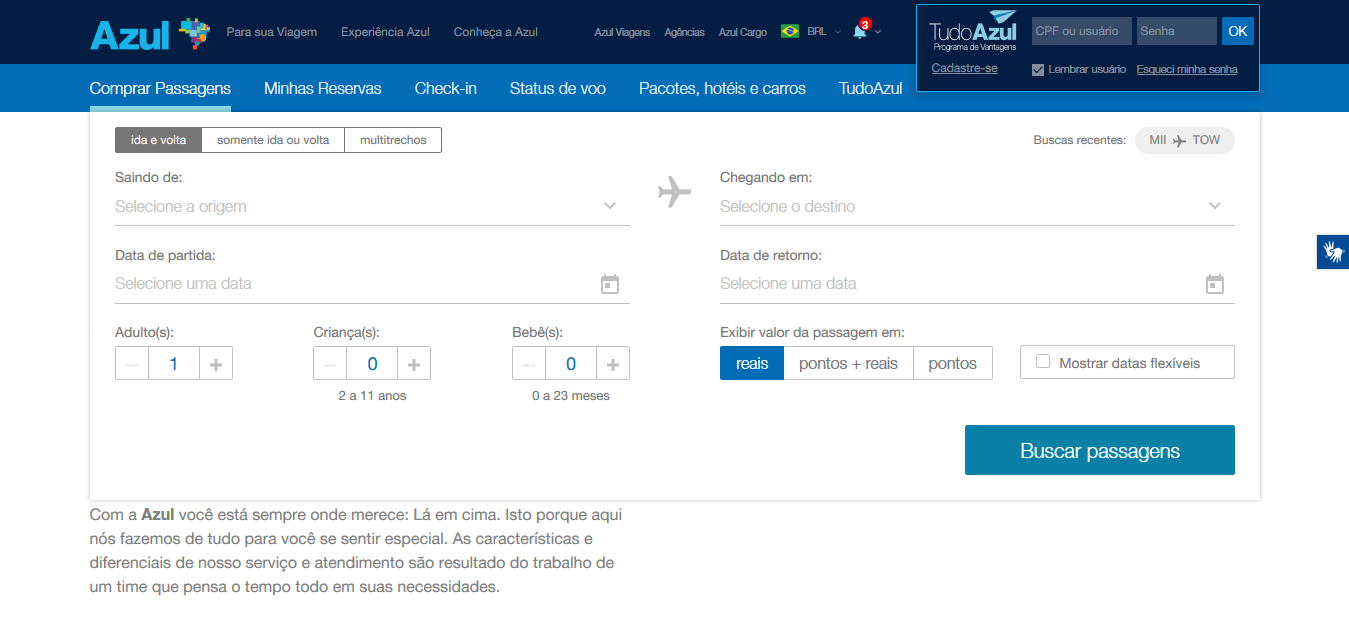 Azul Para sua Viagem Experiência Azul Conheça a Azul Azul Viagens Agências Azul Cargo BRL 3
TudoAzul
Programa de Vantagens
CPF ou usuário Senha OK
Cadastre-se Lembrar usuário Esqueci minha senha
Comprar Passagens Minhas Reservas Check-in Status de voo Pacotes, hotéis e carros TudoAzul
ida e volta somente ida ou volta multitrechos Buscas recentes: MII TOW
Saindo de: Chegando em:
Selecione a origem Selecione o destino
Data de partida: Data de retorno:
Selecione uma data Selecione uma data
Adulto(s): Criança(s): Bebê(s): Exibir valor da passagem em:
− 1 + − 0 + − 0 + reais pontos + reais pontos Mostrar datas flexíveis
2 a 11 anos 0 a 23 meses
Buscar passagens
Com a Azul você está sempre onde merece: Lá em cima. Isto porque aqui
nós fazemos de tudo para você se sentir especial. As características e
diferenciais de nosso serviço e atendimento são resultado do trabalho de
um time que pensa o tempo todo em suas necessidades.